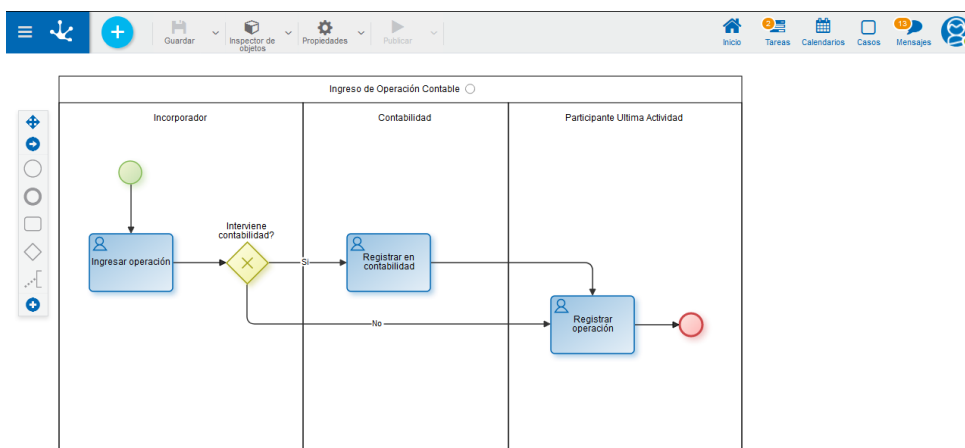 Guardar
Inspector de
objetos
Propiedades
Publicar
Inicio
2
Tareas
Calendarios
Casos
13
Mensajes
Ingreso de Operación Contable
Incorporador
Contabilidad
Participante Ultima Actividad
Interviene
contabilidad?
Ingresar operación
Si
Registrar en
contabilidad
No
Registrar
operación